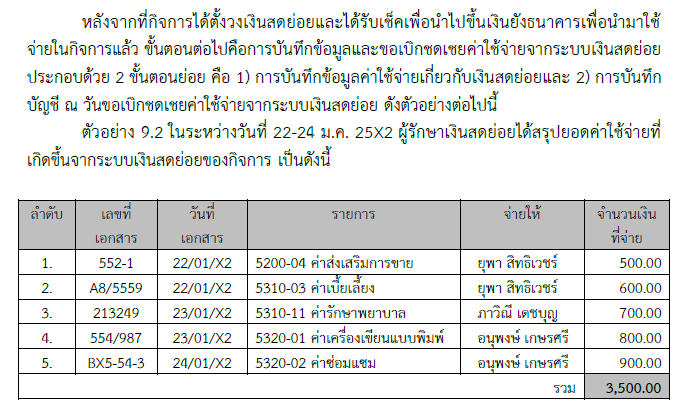 หลังจากที่กิจการได้ตั้งวงเงินสดย่อยและได้รับเช็คเพื่อนำไปขึ้นเงินยังธนาคารเพื่อนำมาใช้
จ่ายในกิจการแล้ว ขั้นตอนต่อไปคือการบันทึกข้อมูลและขอเบิกชดเชยค่าใช้จ่ายจากระบบเงินสดย่อย
ประกอบด้วย 2 ขั้นตอนย่อย คือ 1) การบันทึกข้อมูลค่าใช้จ่ายเกี่ยวกับเงินสดย่อยและ 2) การบันทึก
บัญชี ณ วันขอเบิกชดเชยค่าใช้จ่ายจากระบบเงินสดย่อย ดังตัวอย่างต่อไปนี้
ตัวอย่าง 9.2 ในระหว่างวันที่ 22-24 ม.ค. 25X2 ผู้รักษาเงินสดย่อยได้สรุปยอดค่าใช้จ่ายที่
เกิดขึ้นจากระบบเงินสดย่อยของกิจการ เป็นดังนี้
ลำดับ เลขที่เอกสาร วันที่เอกสาร รายการ จ่ายให้ จำนวนเงินที่จ่าย
1. 552-1 22/01/X2 5200-04 ค่าส่งเสริมการขาย ยุพา สิทธิเวชร์ 500.00
2. A8/5559 22/01/X2 5310-03 ค่าเบี้ยเลี้ยง ยุพา สิทธิเวชร์ 600.00
3. 213249 23/01/X2 5310-11 ค่ารักษาพยาบาล ภาวิณี เดชบุญ 700.00
4. 554/987 23/01/X2 5320-01 ค่าเครื่องเขียนแบบพิมพ์ อนุพงษ์ เกษรศรี 800.00
5. BX5-54-3 24/01/X2 5320-02 ค่าซ่อมแซม อนุพงษ์ เกษรศรี 900.00
รวม 3,500.00